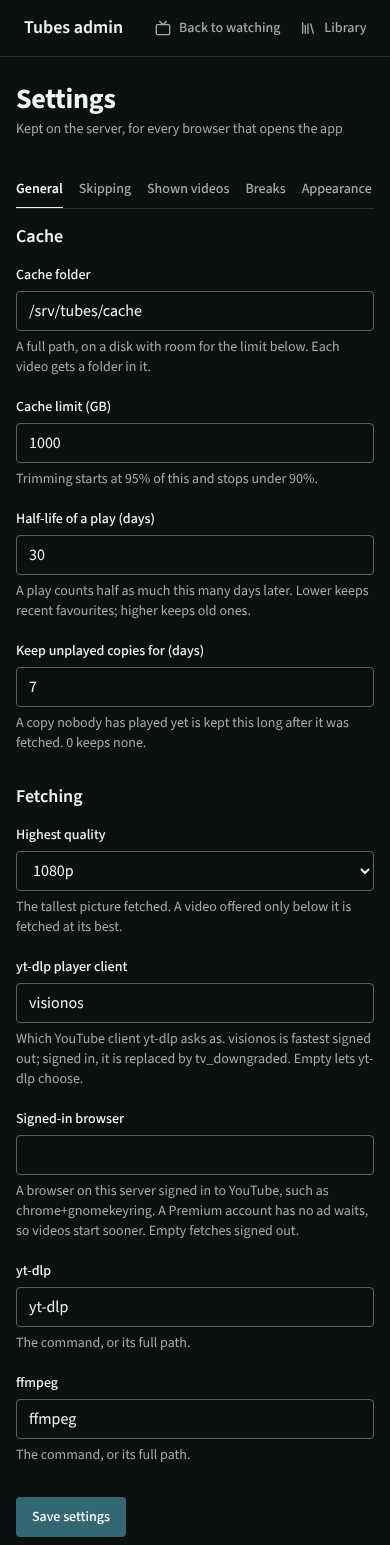 Tubes admin
Back to watching
Library
Settings
Kept on the server, for every browser that opens the app
General
Skipping
Shown videos
Breaks
Appearance
Cache
Cache folder
/srv/tubes/cache
A full path, on a disk with room for the limit below. Each
video gets a folder in it.
Cache limit (GB)
1000
Trimming starts at 95% of this and stops under 90%.
Half-life of a play (days)
30
A play counts half as much this many days later. Lower keeps
recent favourites; higher keeps old ones.
Keep unplayed copies for (days)
7
A copy nobody has played yet is kept this long after it was
fetched. 0 keeps none.
Fetching
Highest quality
1080p
The tallest picture fetched. A video offered only below it is
fetched at its best.
yt-dlp player client
visionos
Which YouTube client yt-dlp asks as. visionos is fastest signed
out; signed in, it is replaced by tv_downgraded. Empty lets yt-
dlp choose.
Signed-in browser
A browser on this server signed in to YouTube, such as
chrome+gnomekeyring. A Premium account has no ad waits,
so videos start sooner. Empty fetches signed out.
yt-dlp
yt-dlp
The command, or its full path.
ffmpeg
ffmpeg
The command, or its full path.
Save settings